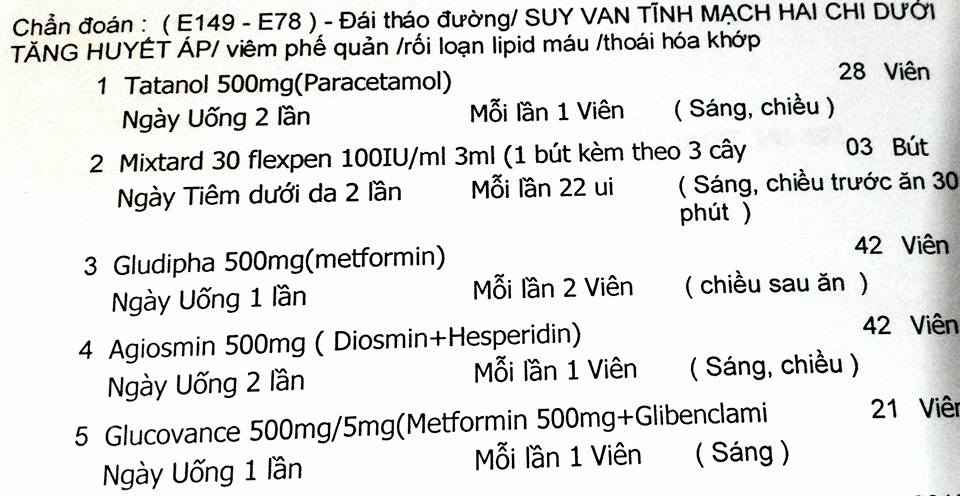 Chẩn đoán : ( E149 - E78 ) - Đái tháo đường/ SUY VAN TĨNH MẠCH HAI CHI DƯỚI
TĂNG HUYẾT ÁP/ viêm phế quản /rối loạn lipid máu /thoái hóa khớp
1 Tatanol 500mg(Paracetamol) 28 Viên
Ngày Uống 2 lần Mỗi lần 1 Viên ( Sáng, chiều )
2 Mixtard 30 flexpen 100IU/ml 3ml (1 bút kèm theo 3 cây 03 Bút
Ngày Tiêm dưới da 2 lần Mỗi lần 22 ui ( Sáng, chiều trước ăn 30
phút )
3 Gludipha 500mg(metformin) 42 Viên
Ngày Uống 1 lần Mỗi lần 2 Viên ( chiều sau ăn )
4 Agiosmin 500mg ( Diosmin+Hesperidin) 42 Viên
Ngày Uống 2 lần Mỗi lần 1 Viên ( Sáng, chiều )
5 Glucovance 500mg/5mg(Metformin 500mg+Glibenclami 21 Viên
Ngày Uống 1 lần Mỗi lần 1 Viên ( Sáng )